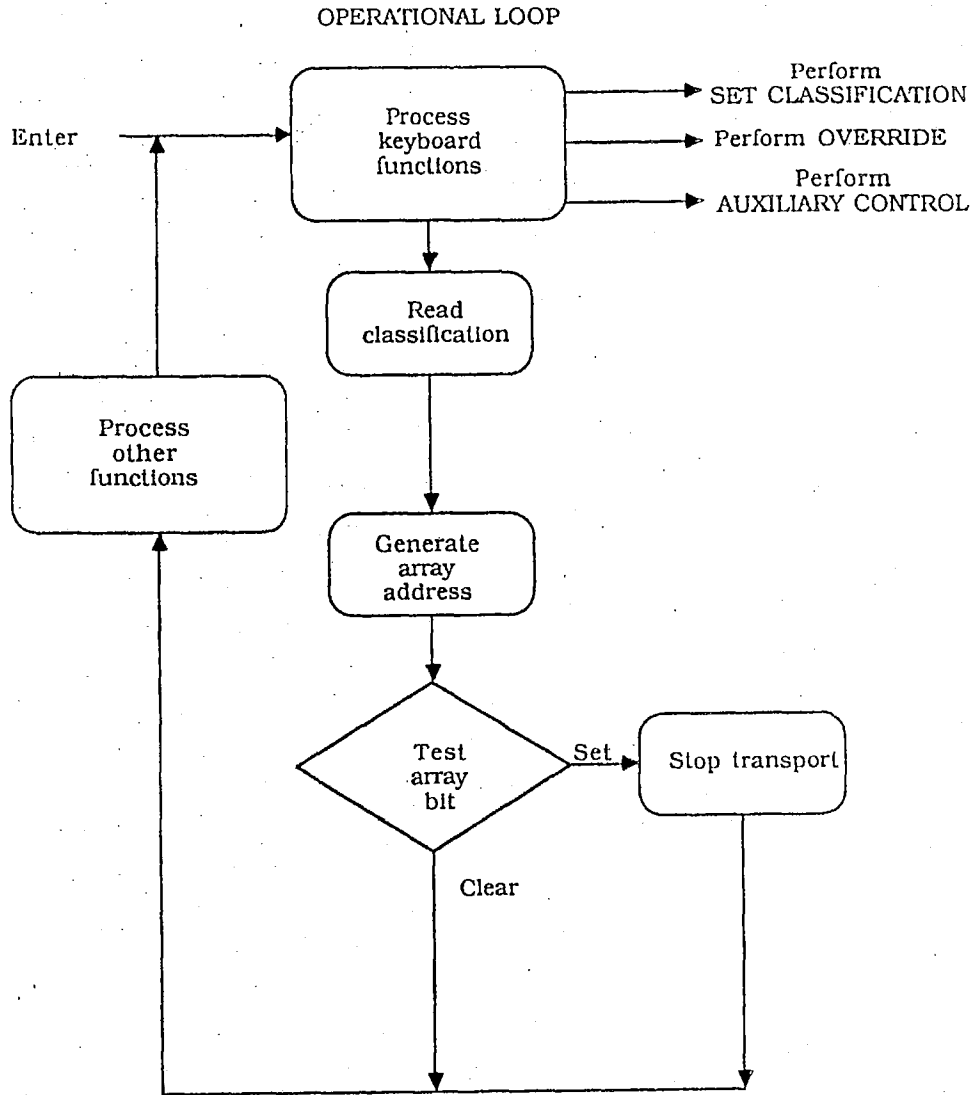 OPERATIONAL LOOP
Enter
Process
keyboard
functions
Perform
SET CLASSIFICATION
Perform OVERRIDE
Perform
AUXILIARY CONTROL
Read
classification
Process
other
functions
Generate
array
address
Test
array
bit
Set
Stop transport
Clear